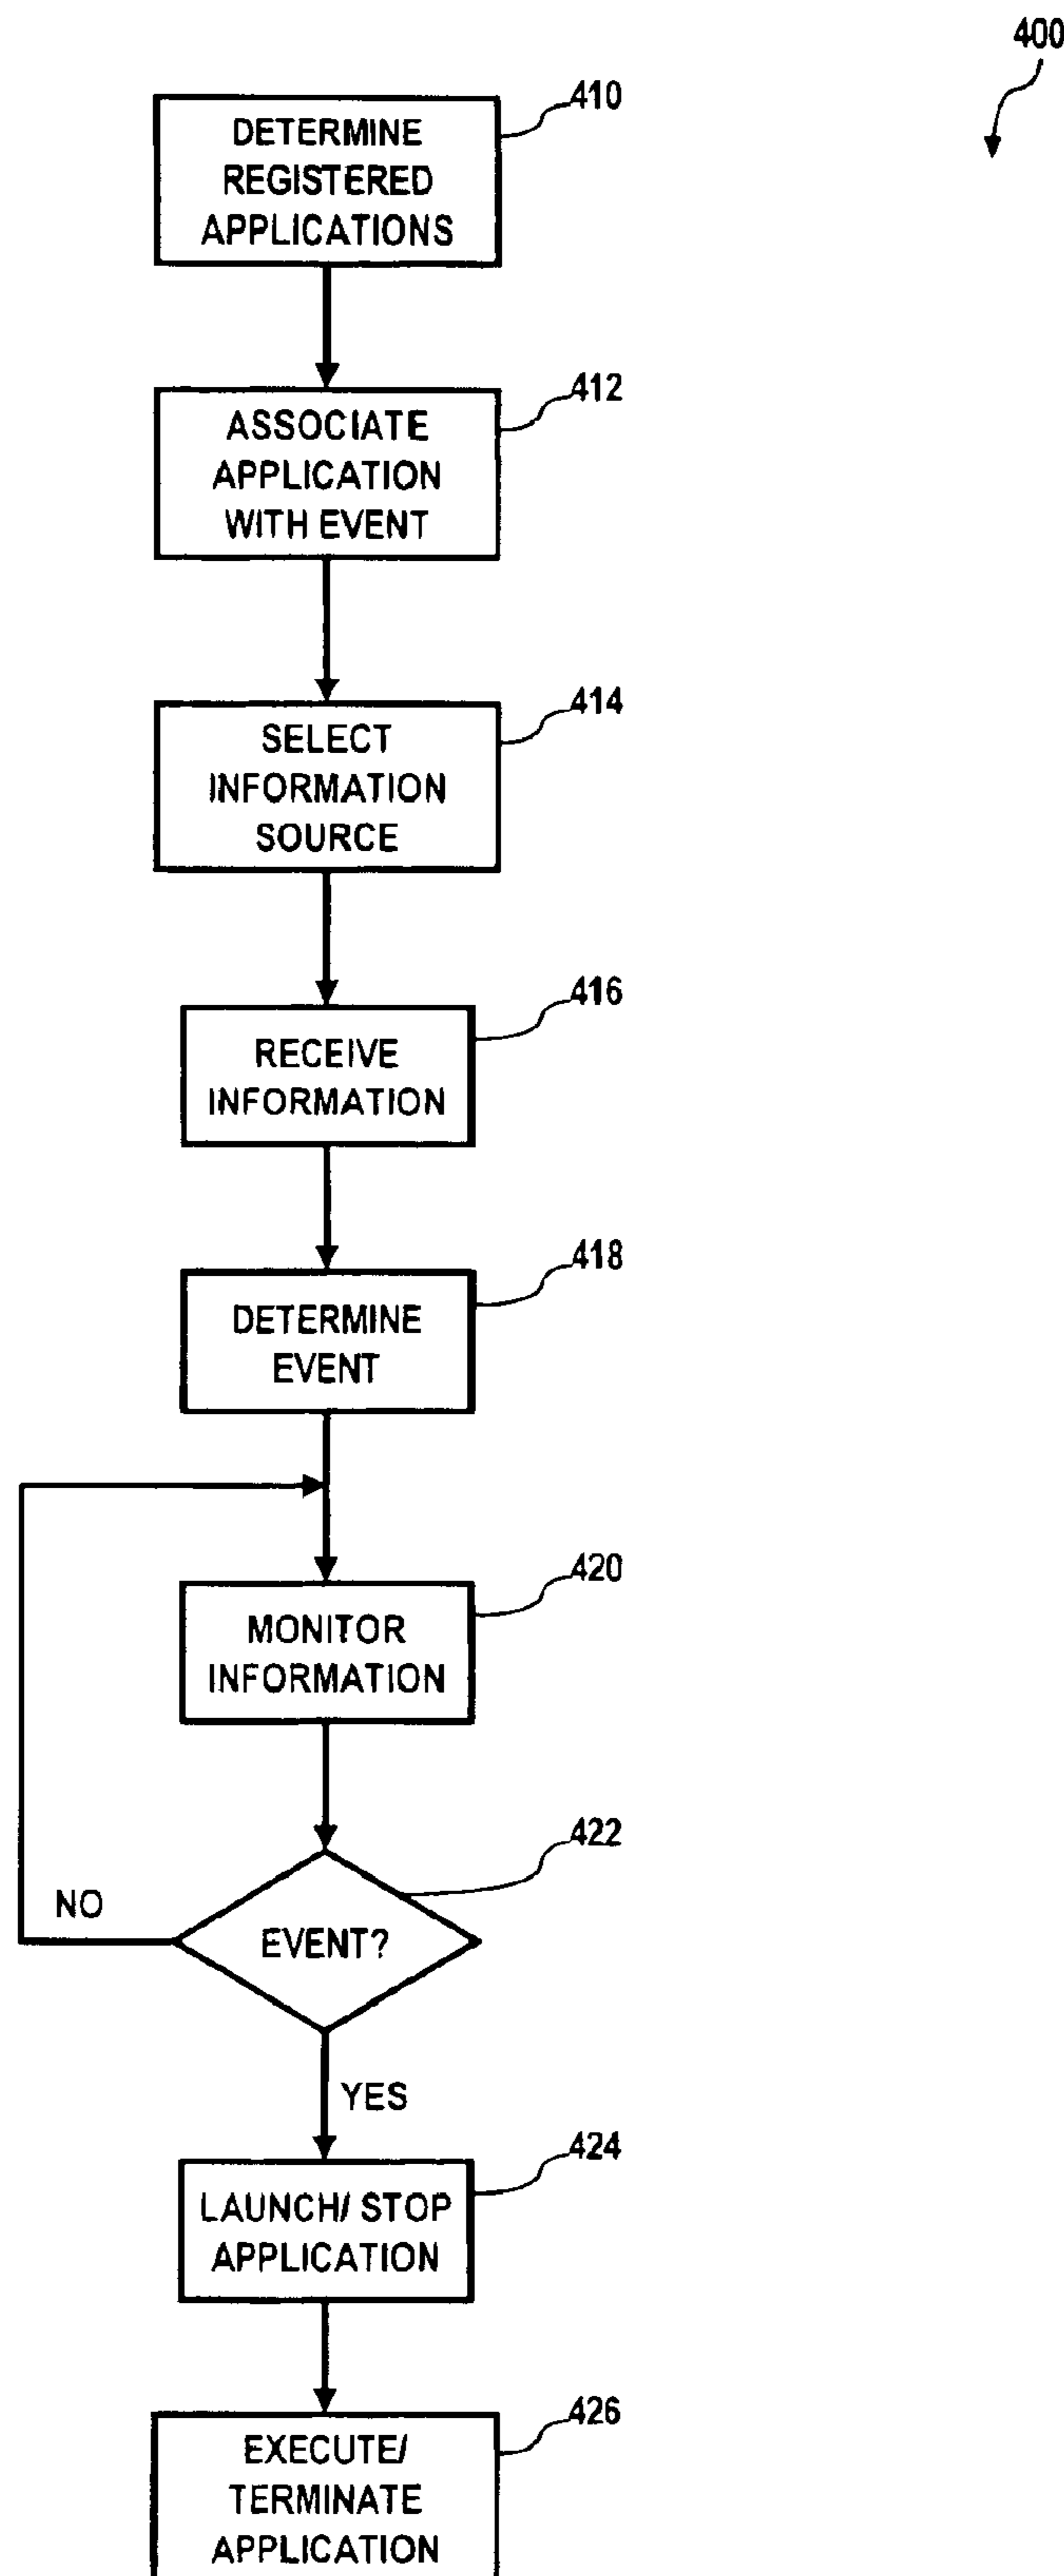 400
410
DETERMINE
REGISTERED
APPLICATIONS
412
ASSOCIATE
APPLICATION
WITH EVENT
414
SELECT
INFORMATION
SOURCE
416
RECEIVE
INFORMATION
418
DETERMINE
EVENT
420
MONITOR
INFORMATION
422
NO
EVENT?
YES
424
LAUNCH/ STOP
APPLICATION
426
EXECUTE/
TERMINATE
APPLICATION